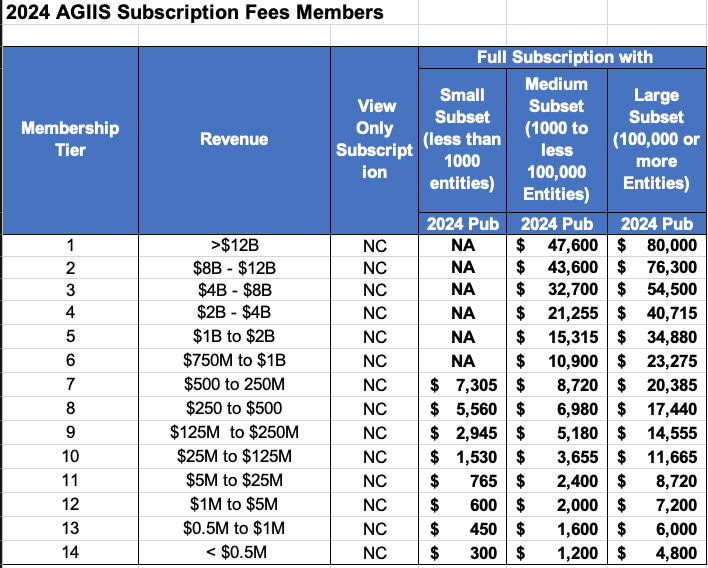 2024 AGIIS Subscription Fees Members
Full Subscription with
Membership Tier | Revenue | View Only Subscript ion | Small Subset (less than 1000 entities) | Medium Subset (1000 to less 100,000 Entities) | Large Subset (100,000 or more Entities)
2024 Pub | 2024 Pub | 2024 Pub
1 | >$12B | NC | NA | $ 47,600 | $ 80,000
2 | $8B - $12B | NC | NA | $ 43,600 | $ 76,300
3 | $4B - $8B | NC | NA | $ 32,700 | $ 54,500
4 | $2B - $4B | NC | NA | $ 21,255 | $ 40,715
5 | $1B to $2B | NC | NA | $ 15,315 | $ 34,880
6 | $750M to $1B | NC | NA | $ 10,900 | $ 23,275
7 | $500 to 250M | NC | $ 7,305 | $ 8,720 | $ 20,385
8 | $250 to $500 | NC | $ 5,560 | $ 6,980 | $ 17,440
9 | $125M to $250M | NC | $ 2,945 | $ 5,180 | $ 14,555
10 | $25M to $125M | NC | $ 1,530 | $ 3,655 | $ 11,665
11 | $5M to $25M | NC | $ 765 | $ 2,400 | $ 8,720
12 | $1M to $5M | NC | $ 600 | $ 2,000 | $ 7,200
13 | $0.5M to $1M | NC | $ 450 | $ 1,600 | $ 6,000
14 | < $0.5M | NC | $ 300 | $ 1,200 | $ 4,800